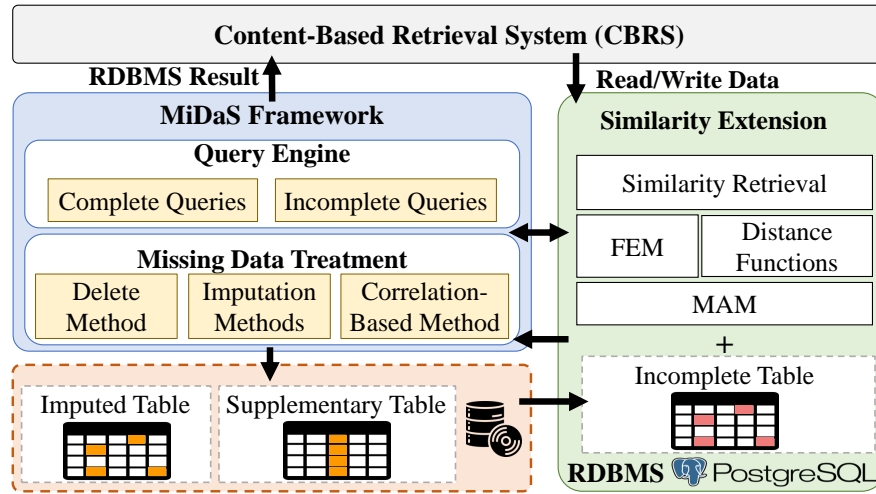 Content-Based Retrieval System (CBRS)
RDBMS Result
Read/Write Data
MiDaS Framework
Query Engine
Complete Queries
Incomplete Queries
Missing Data Treatment
Delete
Method
Imputation
Methods
Correlation-
Based Method
Similarity Extension
Similarity Retrieval
FEM
Distance
Functions
MAM
+
Incomplete Table
RDBMS PostgreSQL
Imputed Table
Supplementary Table